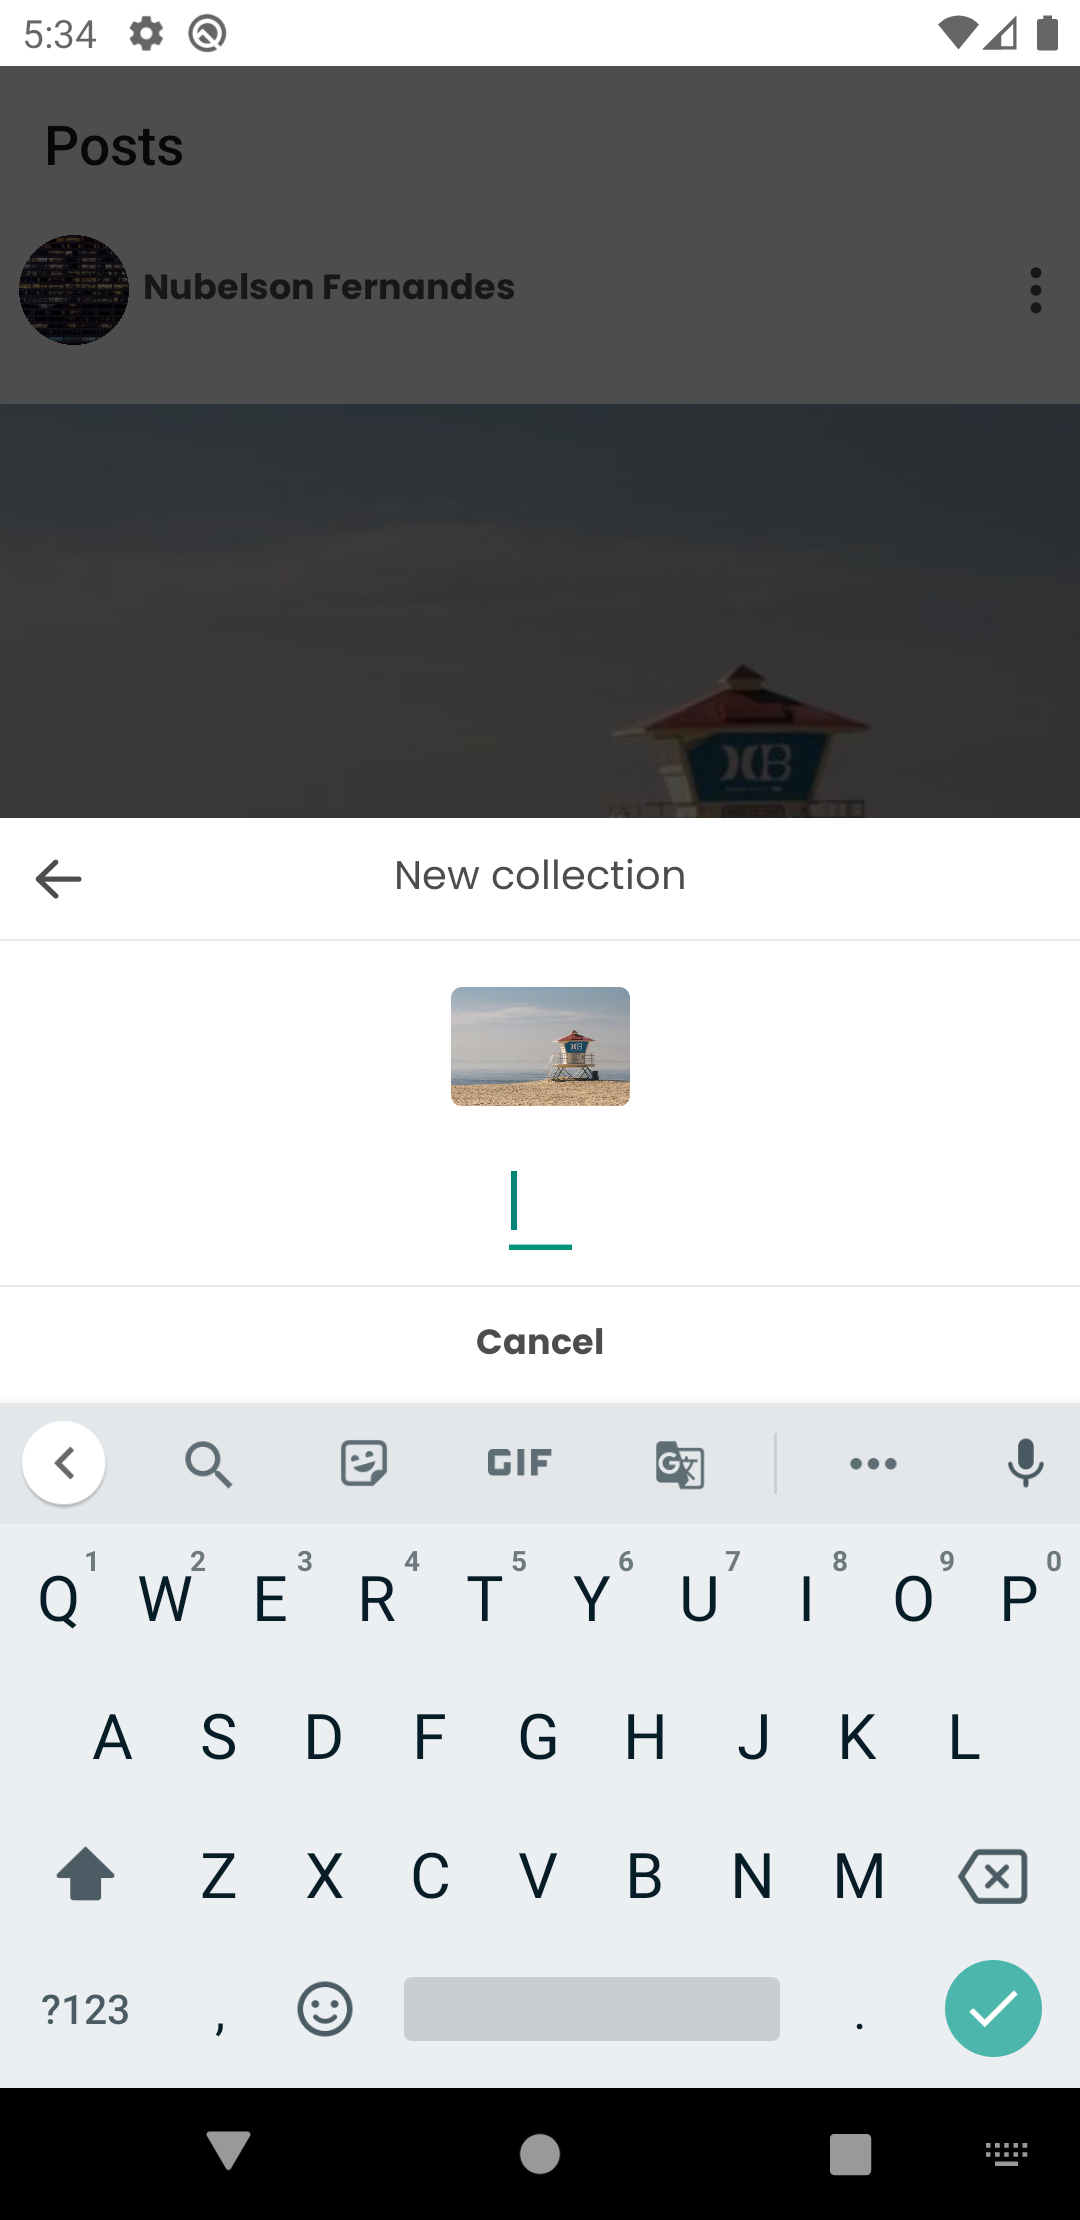 5:34
Posts
Nubelson Fernandes
New collection
Cancel
GIF
G
1 2 3 4 5 6 7 8 9 0
Q W E R T Y U I O P
A S D F G H J K L
Z X C V B N M
?123 , .